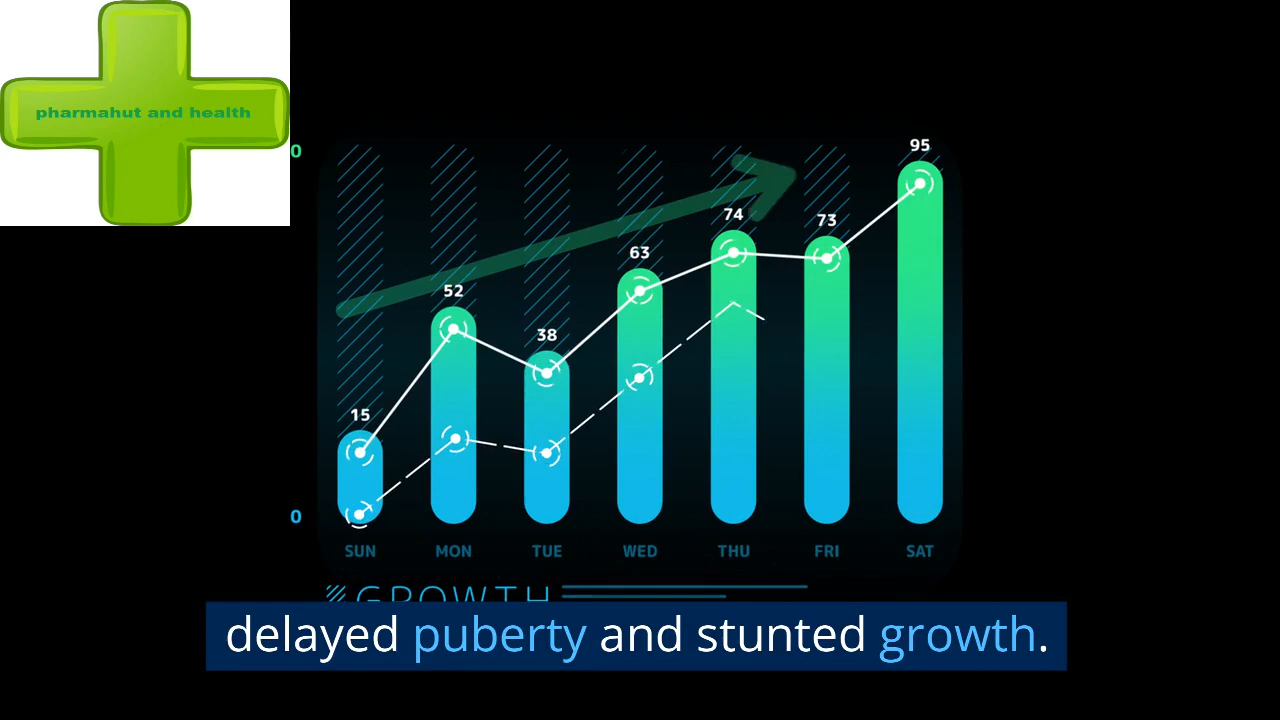 pharmahut and health
0
95
74
73
63
52
38
15
0
SUN MON TUE WED THU FRI SAT
GROWTH
delayed puberty and stunted growth.